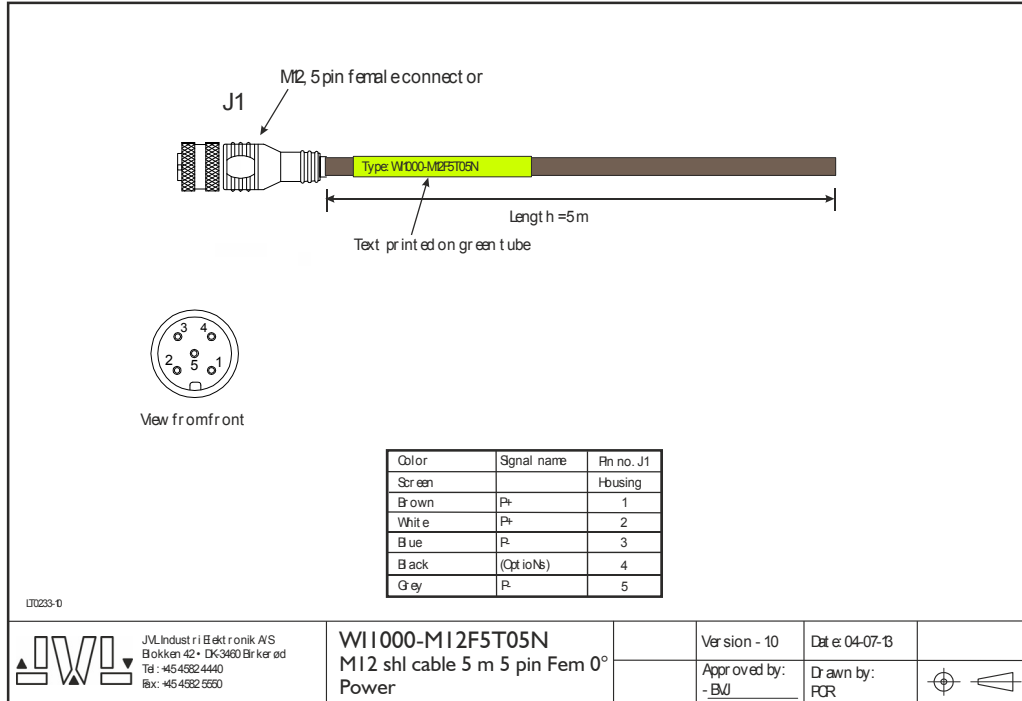 M12, 5 pin female connector
J1
Type: WI1000-M12F5T05N
Length = 5 m
Text printed on green tube
3 4
2 5 1
View from front
Color Signal name Pin no. J1
Screen Housing
Brown P+ 1
White P+ 2
Blue P- 3
Black (OptioNs) 4
Grey P- 5
LT0233-10
JVL Industri Elektronik A/S
Blokken 42 • DK-3460 Birkerød
Tel: +45 4582 4440
Fax: +45 4582 5550
WI1000-M12F5T05N
M12 shl cable 5 m 5 pin Fem 0°
Power
Version - 10
Date: 04-07-13
Approved by:
- BVJ
Drawn by:
PCR